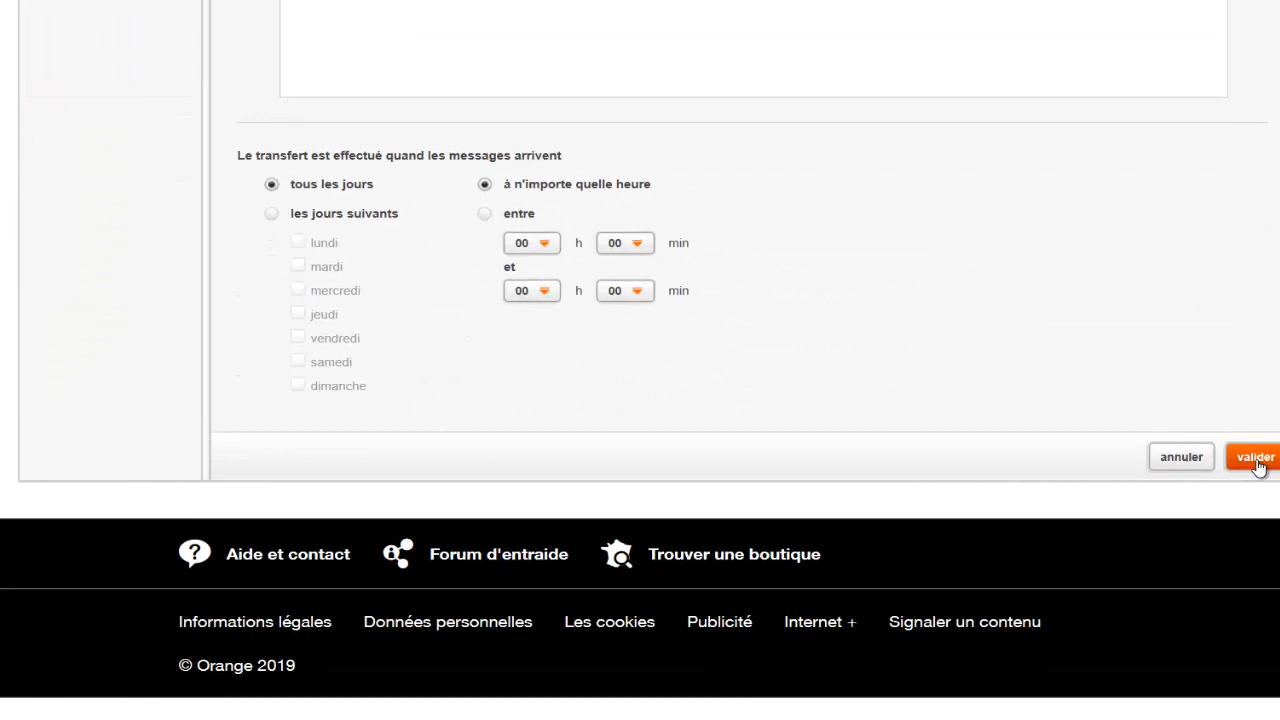 Le transfert est effectué quand les messages arrivent
tous les jours à n'importe quelle heure
les jours suivants entre
lundi 00 h 00 min
mardi et
mercredi 00 h 00 min
jeudi
vendredi
samedi
dimanche
annuler valider
Aide et contact Forum d'entraide Trouver une boutique
Informations légales Données personnelles Les cookies Publicité Internet + Signaler un contenu
© Orange 2019